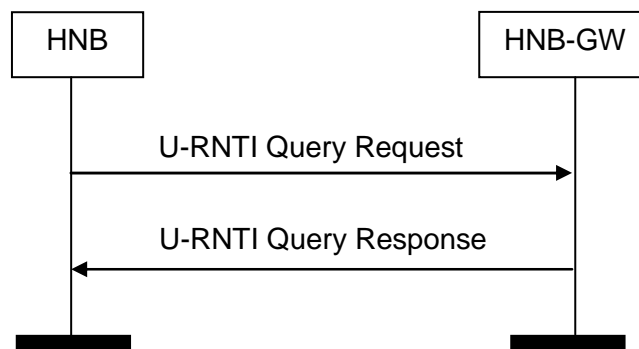 HNB
HNB-GW
U-RNTI Query Request
U-RNTI Query Response